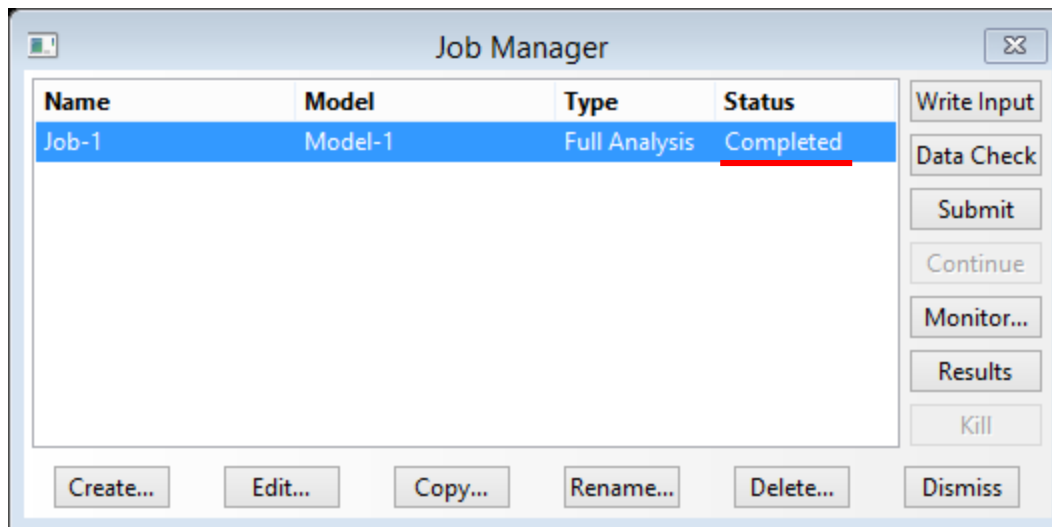 Job Manager
Name Model Type Status
Job-1 Model-1 Full Analysis Completed
Write Input
Data Check
Submit
Continue
Monitor...
Results
Kill
Create... Edit... Copy... Rename... Delete... Dismiss